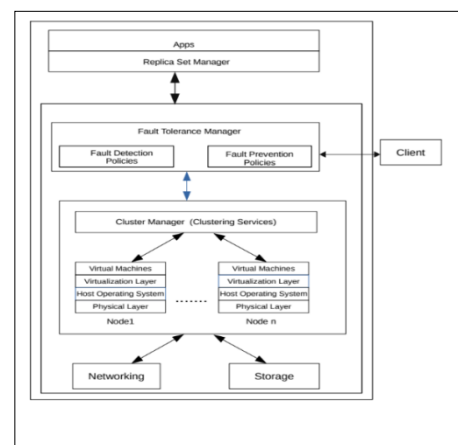 Apps
Replica Set Manager
Fault Tolerance Manager
Fault Detection
Policies
Fault Prevention
Policies
Client
Cluster Manager (Clustering Services)
Virtual Machines
Virtualization Layer
Host Operating System
Physical Layer
Node1
.......
Virtual Machines
Virtualization Layer
Host Operating System
Physical Layer
Node n
Networking
Storage